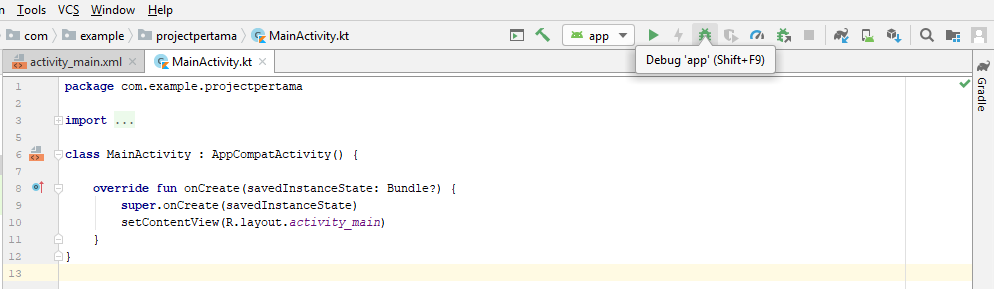 n Tools VCS Window Help
com example projectpertama MainActivity.kt
app
Debug 'app' (Shift+F9)
activity_main.xml MainActivity.kt
1 package com.example.projectpertama
2
3 import ...
5
6 class MainActivity : AppCompatActivity() {
7
8 override fun onCreate(savedInstanceState: Bundle?) {
9 super.onCreate(savedInstanceState)
10 setContentView(R.layout.activity_main)
11 }
12 }
13
Gradle